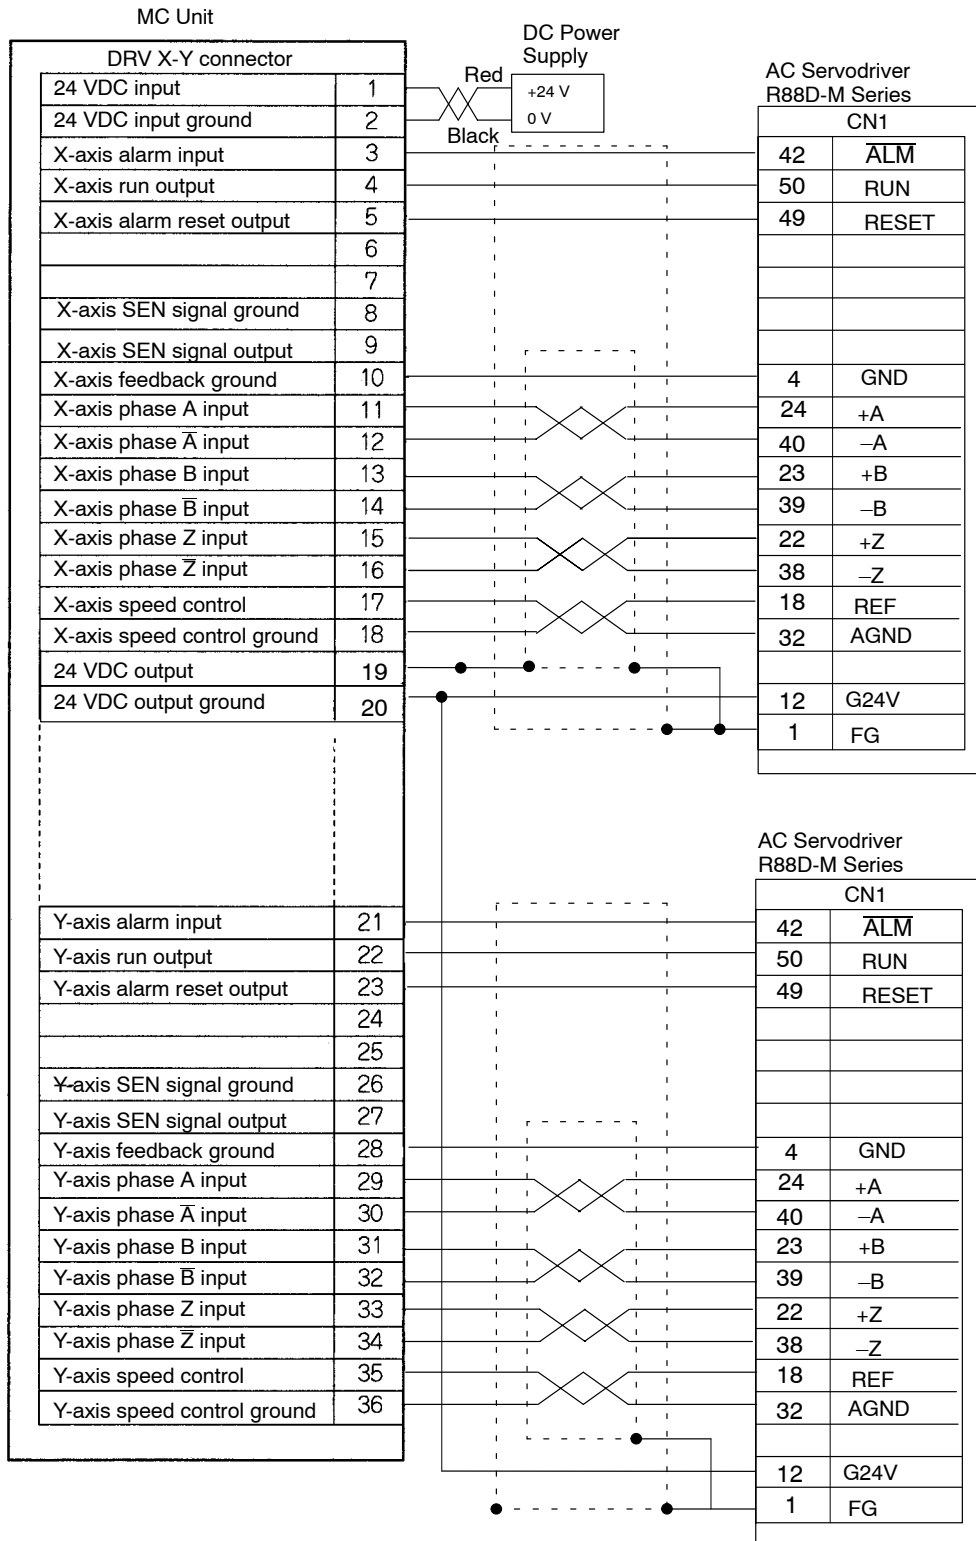 MC Unit
DRV X-Y connector
24 VDC input 1
24 VDC input ground 2
X-axis alarm input 3
X-axis run output 4
X-axis alarm reset output 5
6
7
X-axis SEN signal ground 8
X-axis SEN signal output 9
X-axis feedback ground 10
X-axis phase A input 11
X-axis phase A̅ input 12
X-axis phase B input 13
X-axis phase B̅ input 14
X-axis phase Z input 15
X-axis phase Z̅ input 16
X-axis speed control 17
X-axis speed control ground 18
24 VDC output 19
24 VDC output ground 20
Y-axis alarm input 21
Y-axis run output 22
Y-axis alarm reset output 23
24
25
Y-axis SEN signal ground 26
Y-axis SEN signal output 27
Y-axis feedback ground 28
Y-axis phase A input 29
Y-axis phase A̅ input 30
Y-axis phase B input 31
Y-axis phase B̅ input 32
Y-axis phase Z input 33
Y-axis phase Z̅ input 34
Y-axis speed control 35
Y-axis speed control ground 36
DC Power
Supply
Red
+24 V
0 V
Black
AC Servodriver
R88D-M Series
CN1
42 A̅L̅M̅
50 RUN
49 RESET
4 GND
24 +A
40 –A
23 +B
39 –B
22 +Z
38 –Z
18 REF
32 AGND
12 G24V
1 FG
AC Servodriver
R88D-M Series
CN1
42 A̅L̅M̅
50 RUN
49 RESET
4 GND
24 +A
40 –A
23 +B
39 –B
22 +Z
38 –Z
18 REF
32 AGND
12 G24V
1 FG